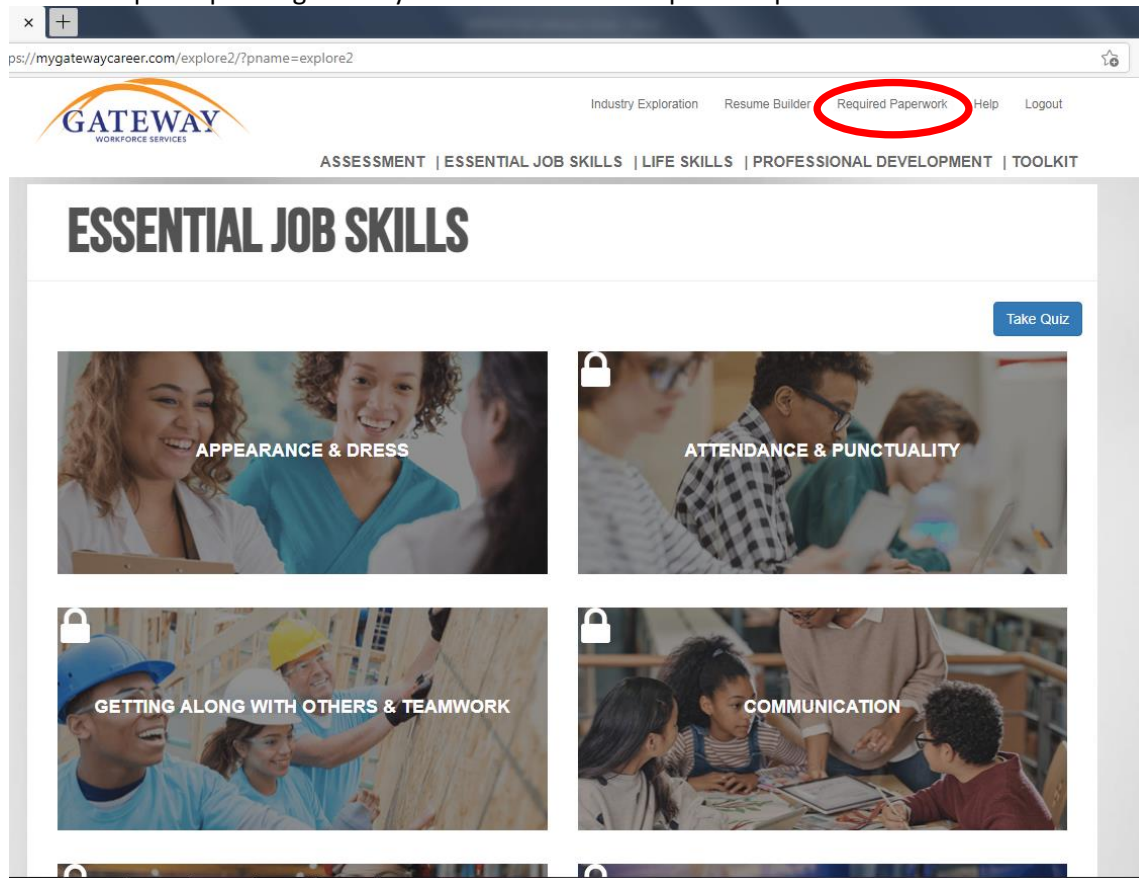 ps://mygatewaycareer.com/explore2/?pname=explore2
GATEWAY
WORKFORCE SERVICES
Industry Exploration Resume Builder Required Paperwork Help Logout
ASSESSMENT | ESSENTIAL JOB SKILLS | LIFE SKILLS | PROFESSIONAL DEVELOPMENT | TOOLKIT
ESSENTIAL JOB SKILLS
Take Quiz
APPEARANCE & DRESS
ATTENDANCE & PUNCTUALITY
GETTING ALONG WITH OTHERS & TEAMWORK
COMMUNICATION